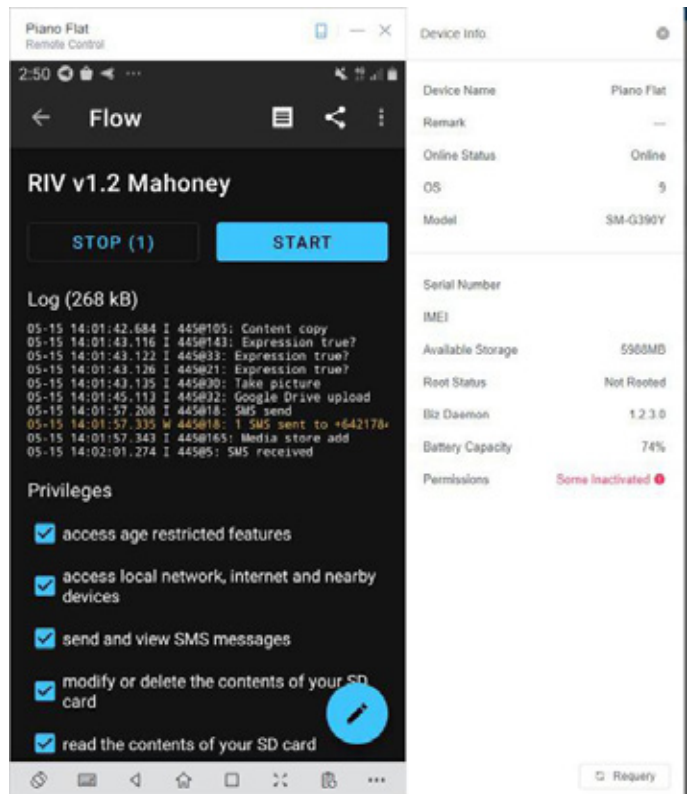 Piano Flat
Remote Control
2:50
Flow
RIV v1.2 Mahoney
STOP (1)
START
Log (268 kB)
05-15 14:01:42.684 I 445@105: Content copy
05-15 14:01:43.116 I 445@143: Expression true?
05-15 14:01:43.122 I 445@33: Expression true?
05-15 14:01:43.126 I 445@21: Expression true?
05-15 14:01:43.135 I 445@30: Take picture
05-15 14:01:45.113 I 445@32: Google Drive upload
05-15 14:01:57.208 I 445@18: SMS send
05-15 14:01:57.335 W 445@18: 1 SMS sent to +642178
05-15 14:01:57.343 I 445@165: Media store add
05-15 14:02:01.274 I 445@5: SMS received
Privileges
access age restricted features
access local network, internet and nearby
devices
send and view SMS messages
modify or delete the contents of your SD
card
read the contents of your SD card
Device Info
Device Name Piano Flat
Remark —
Online Status Online
OS 9
Model SM-G390Y
Serial Number
IMEI
Available Storage 5988MB
Root Status Not Rooted
Biz Daemon 1.2.3.0
Battery Capacity 74%
Permissions Some Inactivated
Requery